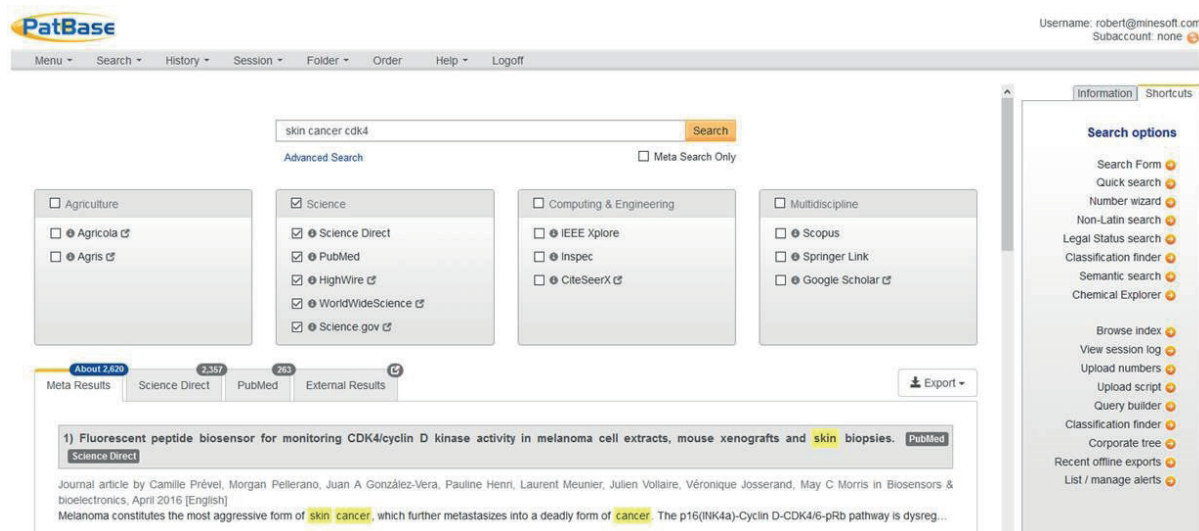 PatBase
Username: robert@minesoft.com
Subaccount: none
Menu Search History Session Folder Order Help Logoff
Information Shortcuts
skin cancer cdk4 Search
Advanced Search Meta Search Only
Agriculture
Agricola
Agris
Science
Science Direct
PubMed
HighWire
WorldWideScience
Science.gov
Computing & Engineering
IEEE Xplore
Inspec
CiteSeerX
Multidiscipline
Scopus
Springer Link
Google Scholar
Search options
Search Form
Quick search
Number wizard
Non-Latin search
Legal Status search
Classification finder
Semantic search
Chemical Explorer
Browse index
View session log
Upload numbers
Upload script
Query builder
Classification finder
Corporate tree
Recent offline exports
List / manage alerts
About 2,620 2,357 263
Meta Results Science Direct PubMed External Results
Export
1) Fluorescent peptide biosensor for monitoring CDK4/cyclin D kinase activity in melanoma cell extracts, mouse xenografts and skin biopsies. PubMed
Science Direct
Journal article by Camille Prével, Morgan Pellerano, Juan A González-Vera, Pauline Henri, Laurent Meunier, Julien Vollaire, Véronique Josserand, May C Morris in Biosensors &
bioelectronics, April 2016 [English]
Melanoma constitutes the most aggressive form of skin cancer, which further metastasizes into a deadly form of cancer. The p16(INK4a)-Cyclin D-CDK4/6-pRb pathway is dysreg...